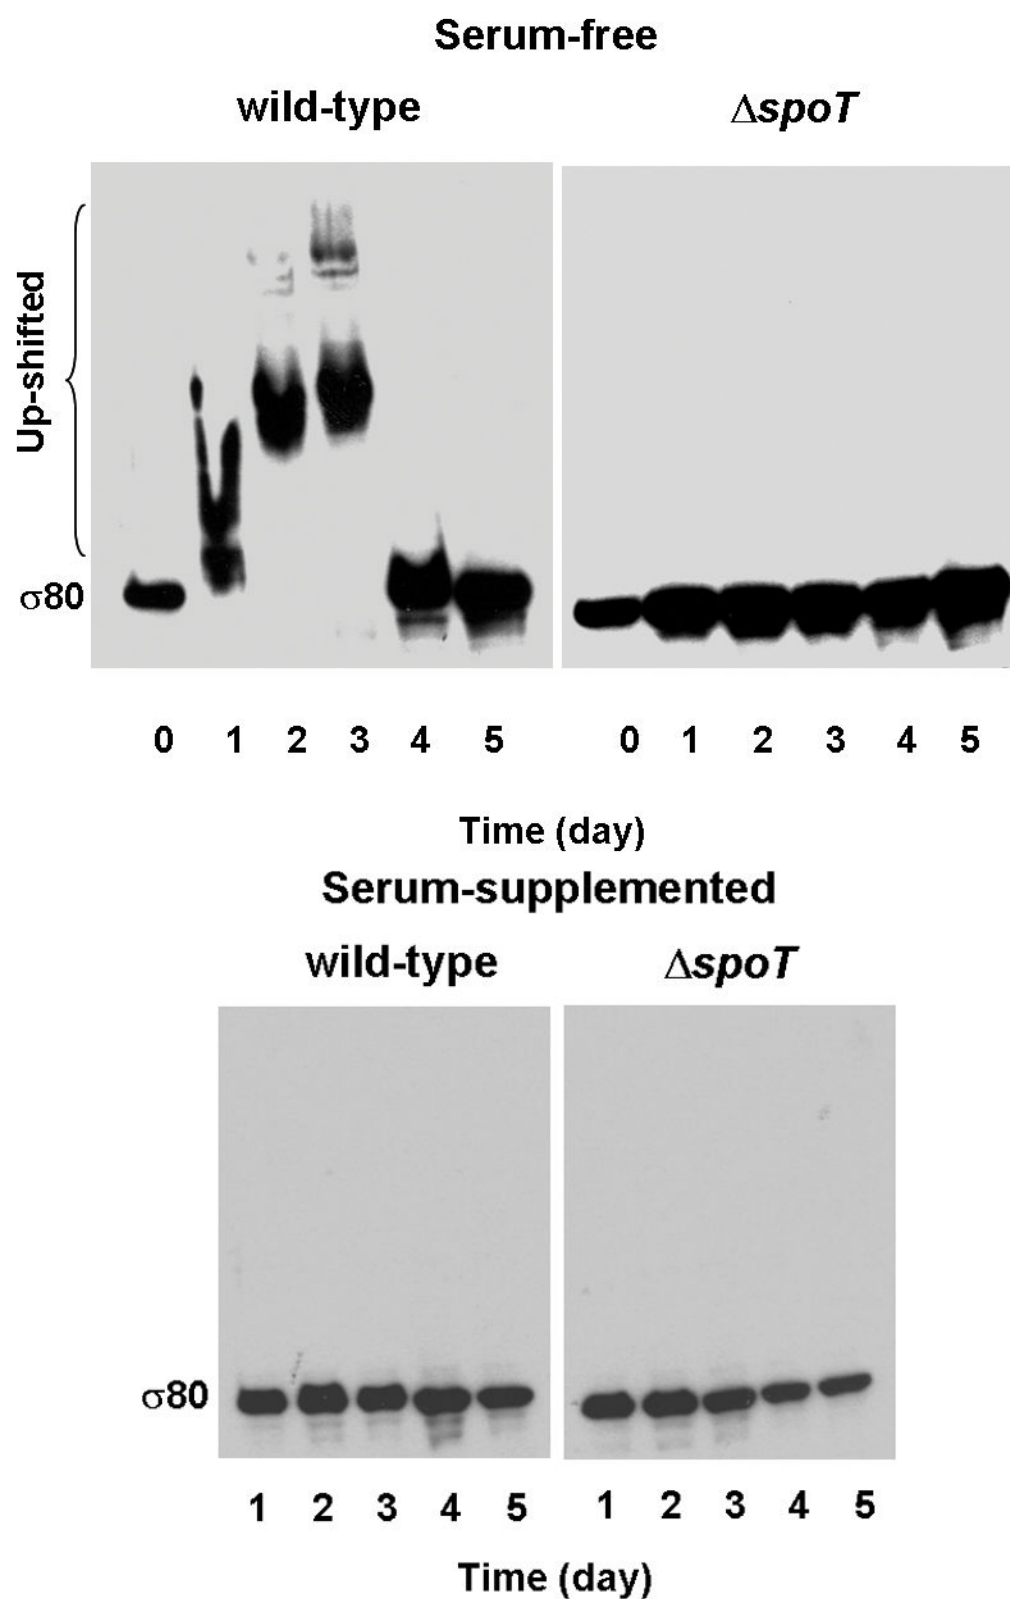 Serum-free
wild-type ΔspoT
Up-shifted
σ80
0 1 2 3 4 5 0 1 2 3 4 5
Time (day)
Serum-supplemented
wild-type ΔspoT
σ80
1 2 3 4 5 1 2 3 4 5
Time (day)